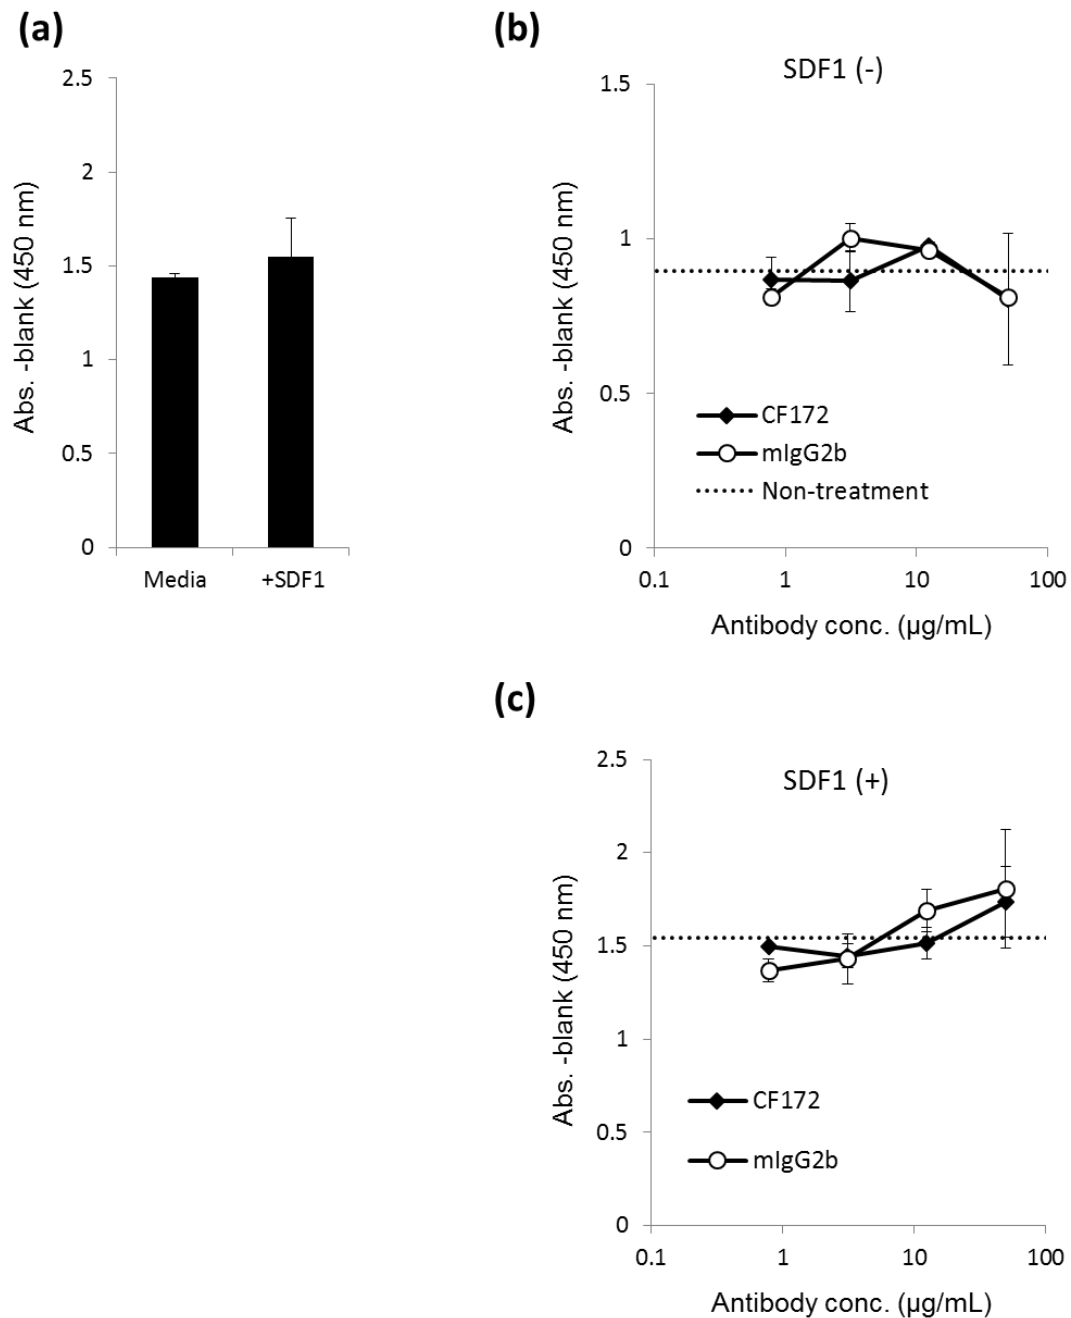 (a)
2.5
2
1.5
1
0.5
0
Abs. -blank (450 nm)
Media +SDF1
(b)
SDF1 (-)
1.5
1
0.5
0
Abs. -blank (450 nm)
CF172
mIgG2b
Non-treatment
0.1 1 10 100
Antibody conc. (µg/mL)
(c)
SDF1 (+)
2.5
2
1.5
1
0.5
0
Abs. -blank (450 nm)
CF172
mIgG2b
0.1 1 10 100
Antibody conc. (µg/mL)